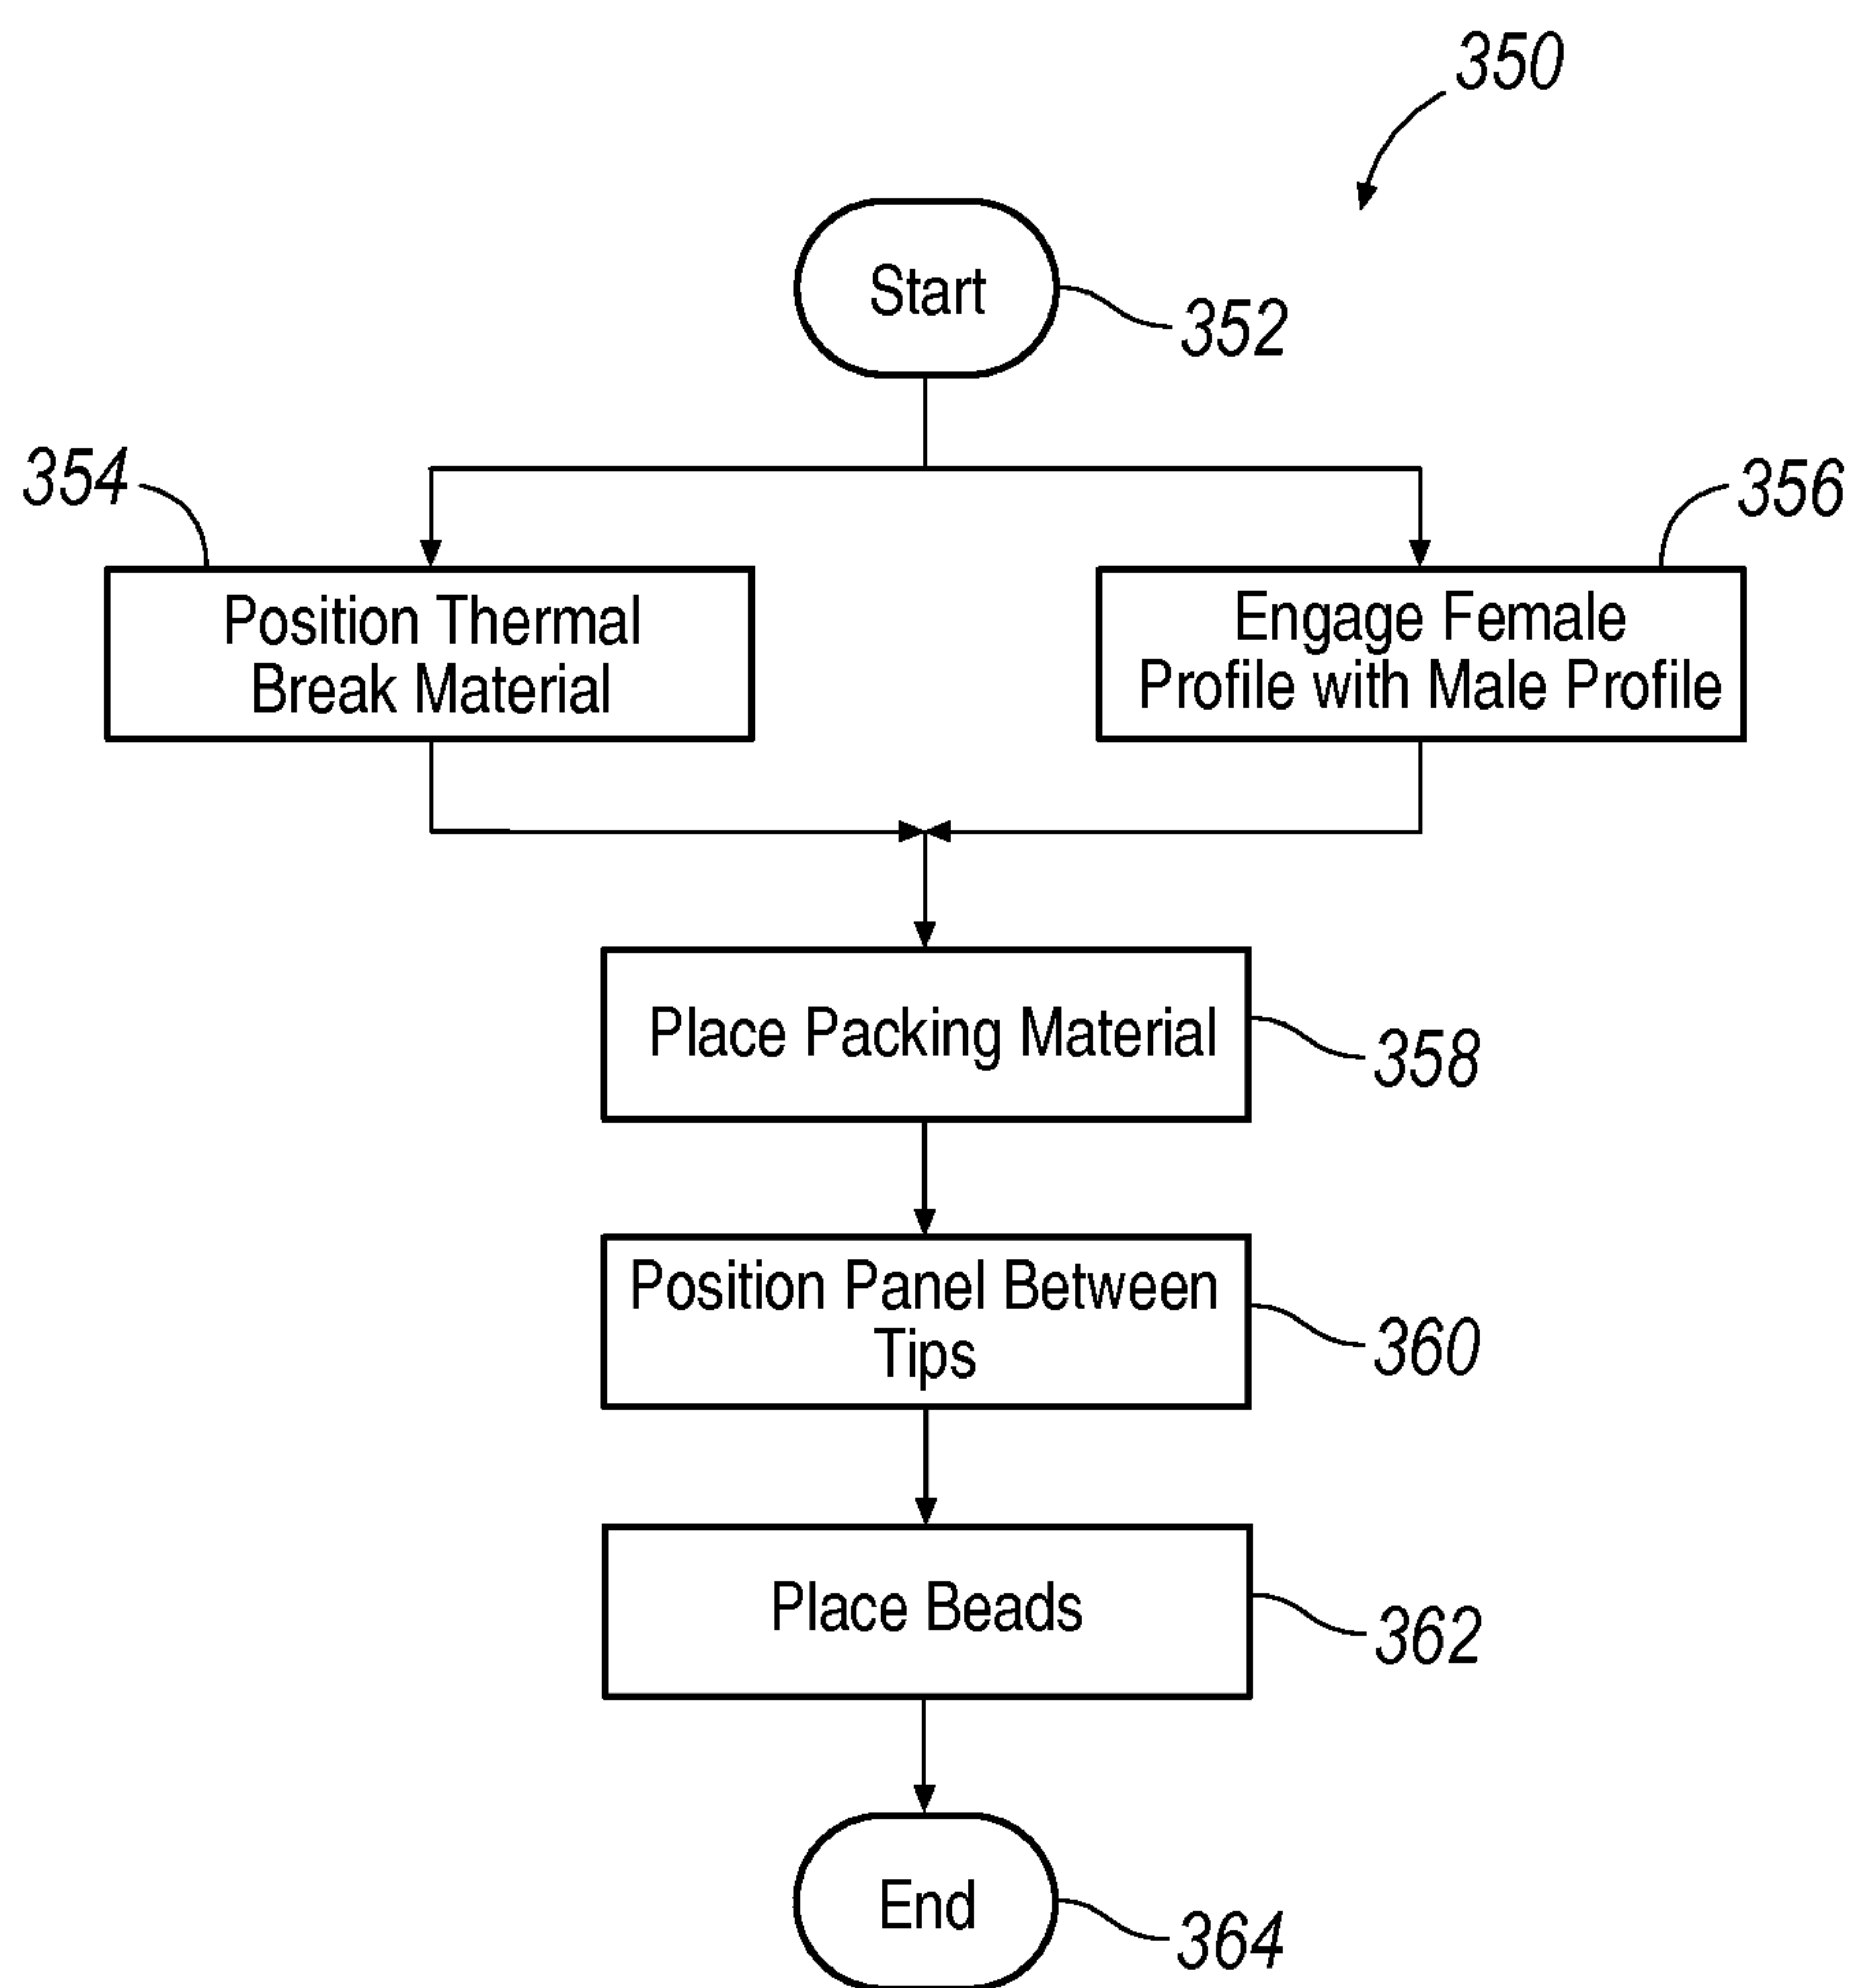 350
Start
352
354
356
Position Thermal
Break Material
Engage Female
Profile with Male Profile
Place Packing Material
358
Position Panel Between
Tips
360
Place Beads
362
End
364